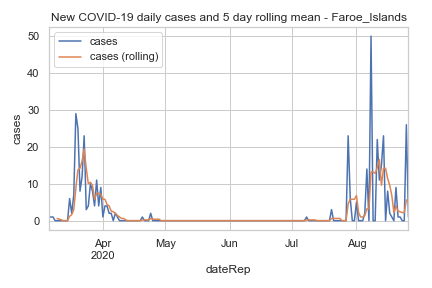 New COVID-19 daily cases and 5 day rolling mean - Faroe_Islands
cases
cases (rolling)
50
40
30
20
10
0
cases
Apr
2020
May
Jun
Jul
Aug
dateRep